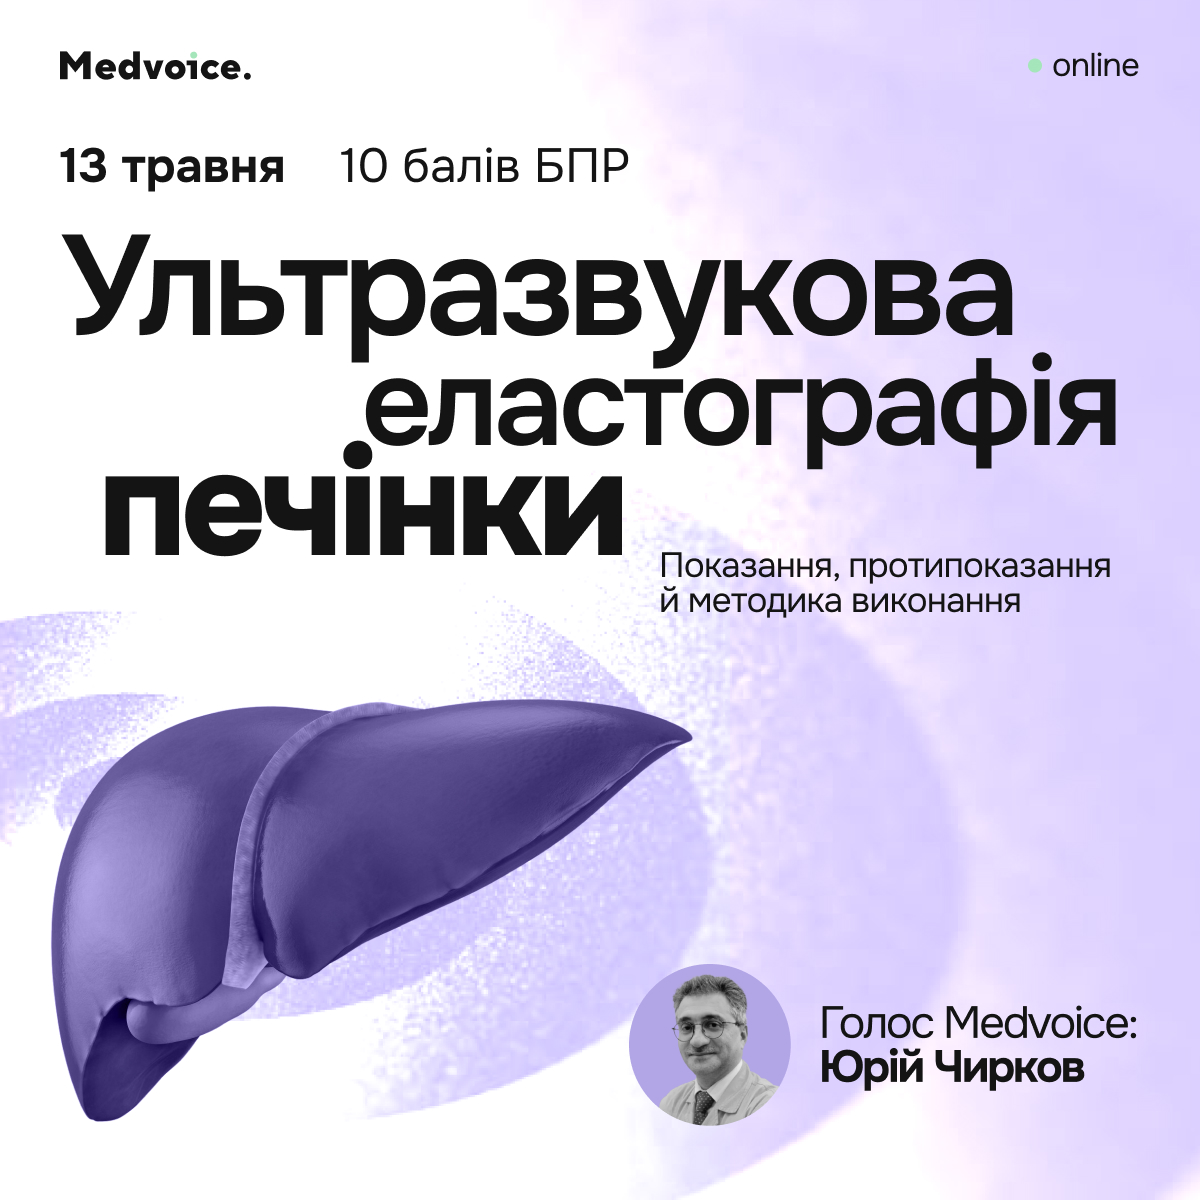 Medvoice.
online
13 травня 10 балів БПР
Ультразвукова
еластографія
печінки
Показання, протипоказання
й методика виконання
Голос Medvoice:
Юрій Чирков